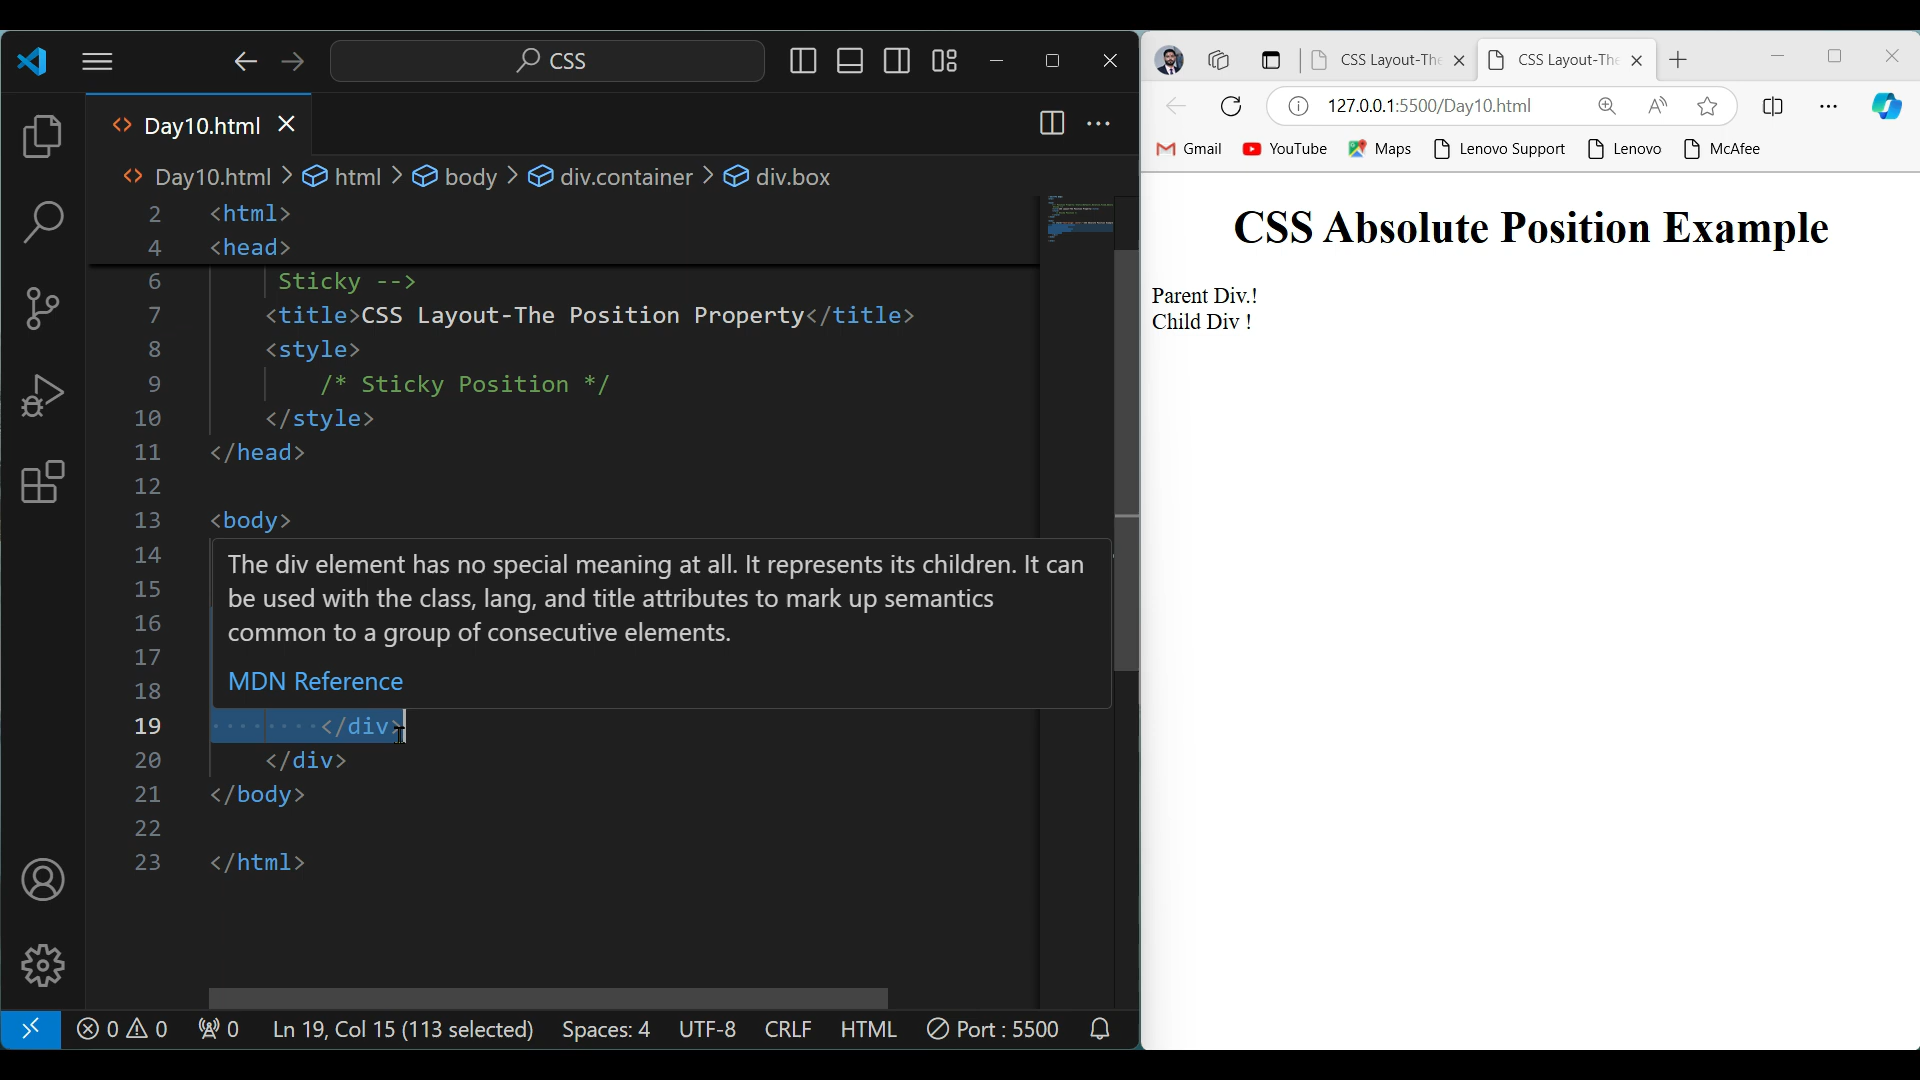 CSS
Day10.html
Day10.html > html > body > div.container > div.box
2 <html>
4 <head>
6 Sticky -->
7 <title>CSS Layout-The Position Property</title>
8 <style>
9 /* Sticky Position */
10 </style>
11 </head>
12
13 <body>
14
15
16
17
18
The div element has no special meaning at all. It represents its children. It can
be used with the class, lang, and title attributes to mark up semantics
common to a group of consecutive elements.
MDN Reference
19 </div>
20 </div>
21 </body>
22
23 </html>
0 0 0 Ln 19, Col 15 (113 selected) Spaces: 4 UTF-8 CRLF HTML Port : 5500
CSS Layout-The CSS Layout-The
127.0.0.1:5500/Day10.html
Gmail YouTube Maps Lenovo Support Lenovo McAfee
CSS Absolute Position Example
Parent Div.!
Child Div !